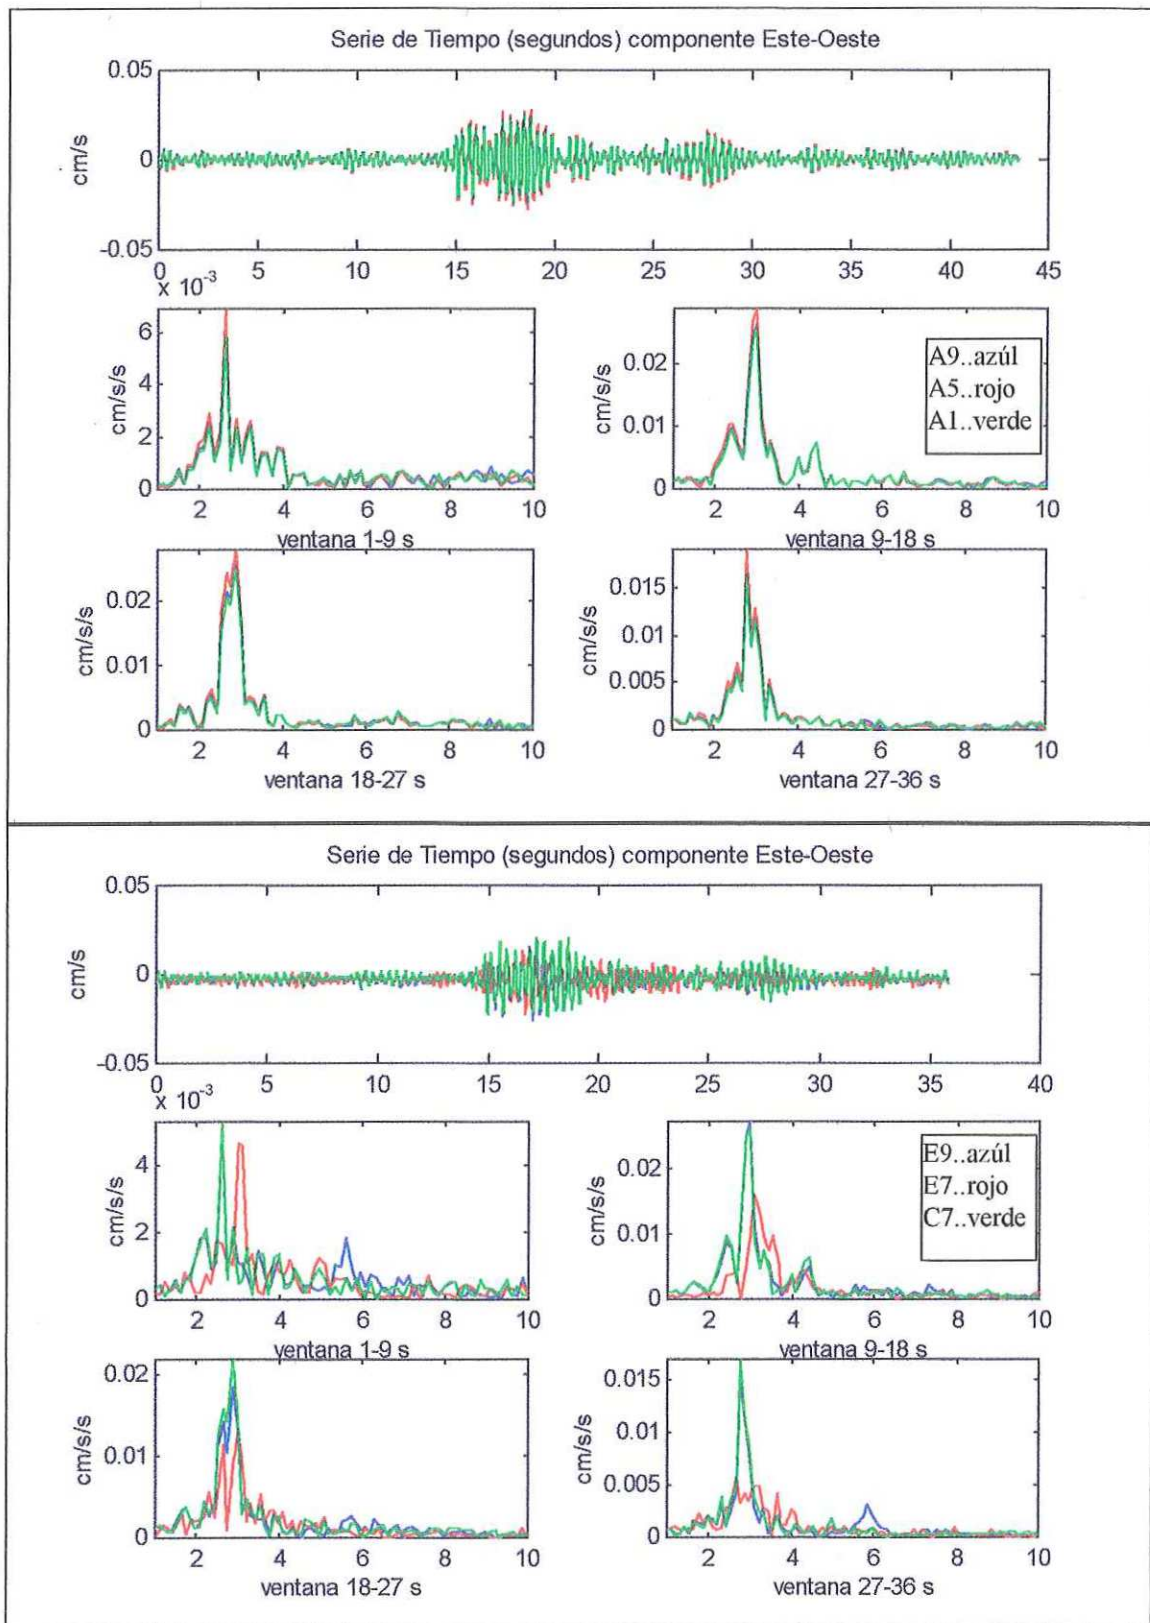 Serie de Tiempo (segundos) componente Este-Oeste
0.05
0
-0.05
cm/s
0 5 10 15 20 25 30 35 40 45
x 10-3
6
4
2
0
cm/s/s
2 4 6 8 10
ventana 1-9 s
0.02
0.01
0
cm/s/s
2 4 6 8 10
ventana 9-18 s
A9..azúl
A5..rojo
A1..verde
0.02
0.01
0
cm/s/s
2 4 6 8 10
ventana 18-27 s
0.015
0.01
0.005
0
cm/s/s
2 4 6 8 10
ventana 27-36 s
Serie de Tiempo (segundos) componente Este-Oeste
0.05
0
-0.05
cm/s
0 5 10 15 20 25 30 35 40
x 10-3
4
2
0
cm/s/s
2 4 6 8 10
ventana 1-9 s
0.02
0.01
0
cm/s/s
2 4 6 8 10
ventana 9-18 s
E9..azúl
E7..rojo
C7..verde
0.02
0.01
0
cm/s/s
2 4 6 8 10
ventana 18-27 s
0.015
0.01
0.005
0
cm/s/s
2 4 6 8 10
ventana 27-36 s